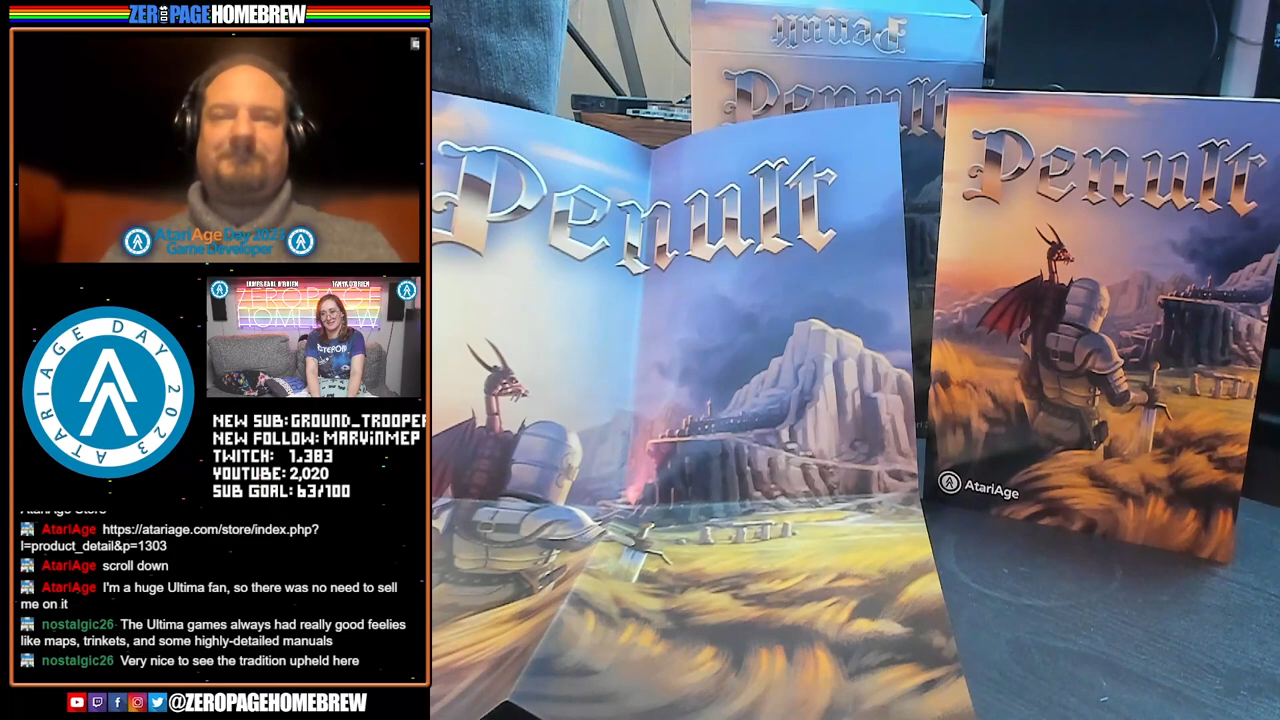 ZEROPAGEHOMEBREW
AtariAge Day 2023
Game Developer
ATARIAGE DAY 2023
ZEROPAGE
HOMEBREW
NEW SUB: GROUND_TROOPER
NEW FOLLOW: MARVINMEP
TWITCH: 1,383
YOUTUBE: 2,020
SUB GOAL: 63/100
AtariAge Store
AtariAge https://atariage.com/store/index.php?
l=product_detail&p=1303
AtariAge scroll down
AtariAge I'm a huge Ultima fan, so there was no need to sell
me on it
nostalgic26 The Ultima games always had really good feelies
like maps, trinkets, and some highly-detailed manuals
nostalgic26 Very nice to see the tradition upheld here
@ZEROPAGEHOMEBREW
Penult
Penult
Penult
Penult
AtariAge